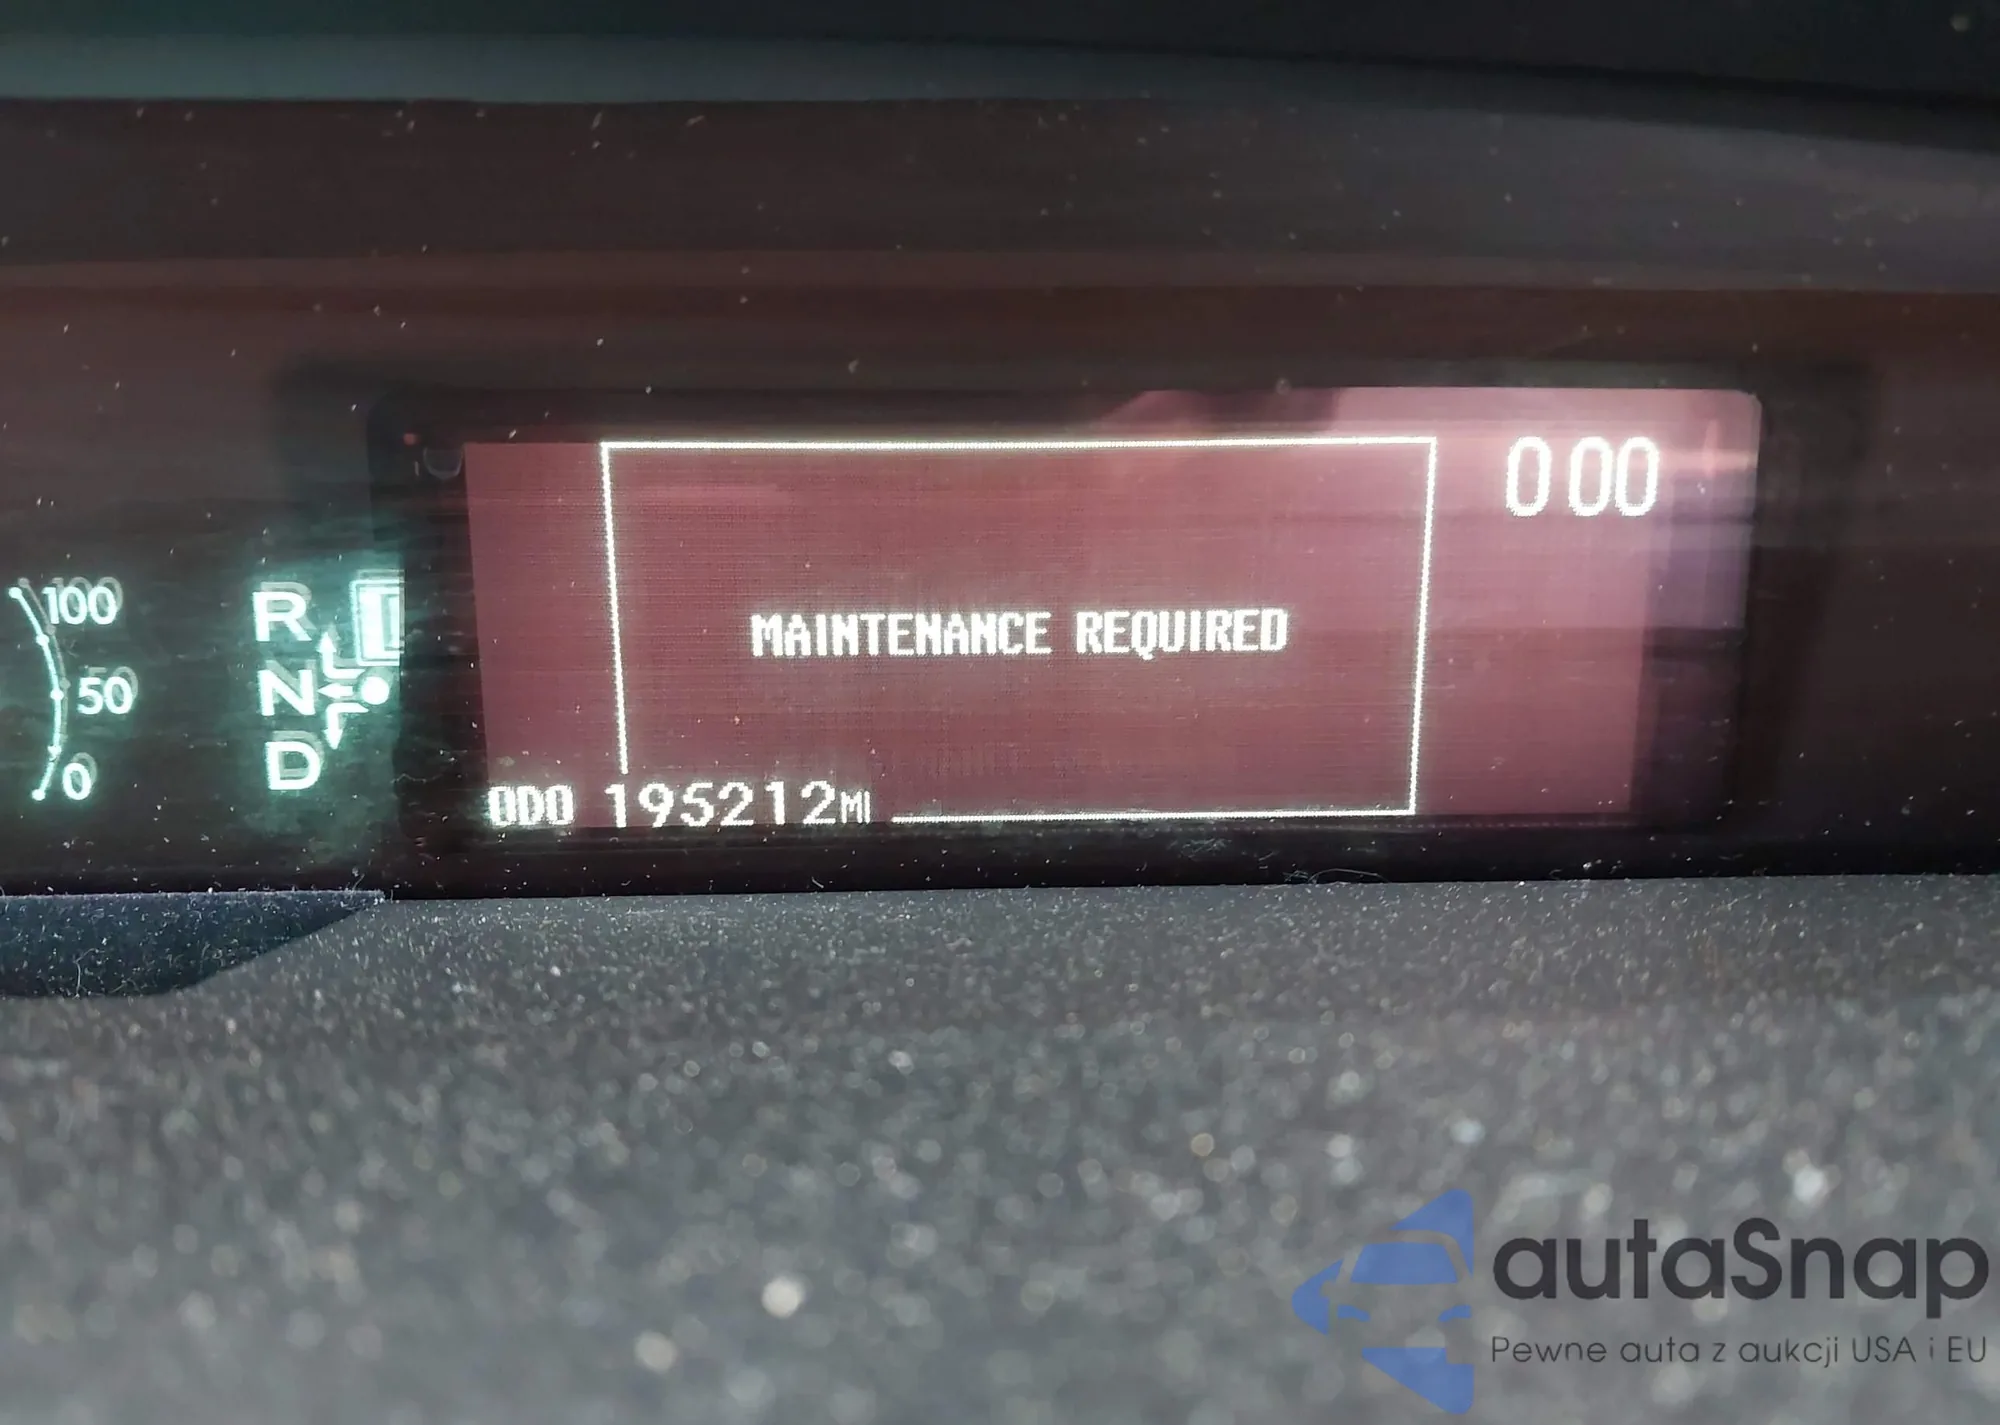 0 00
MAINTENANCE REQUIRED
ODO 195212MI
100
50
0
R
N
D
autaSnap
Pewne auta z aukcji USA i EU